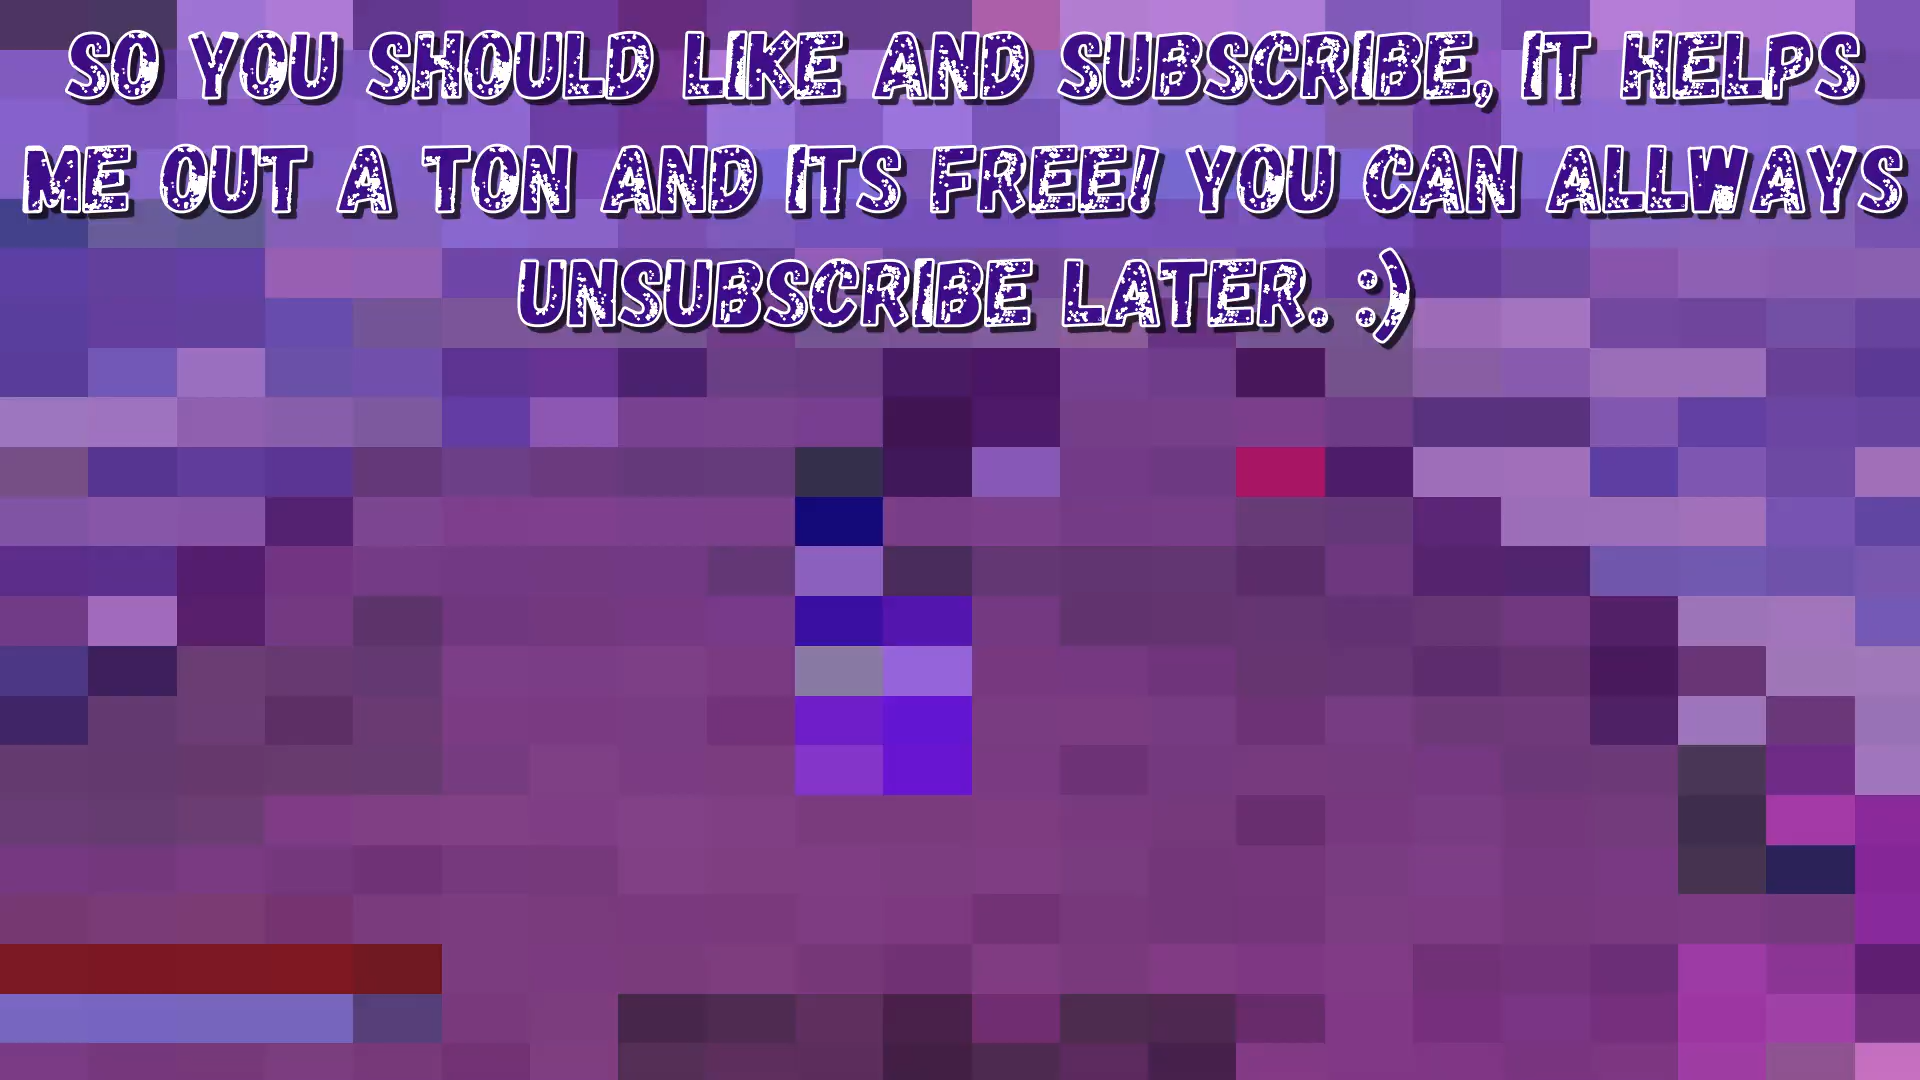 SO YOU SHOULD LIKE AND SUBSCRIBE, IT HELPS
ME OUT A TON AND ITS FREE! YOU CAN ALLWAYS
UNSUBSCRIBE LATER. :)